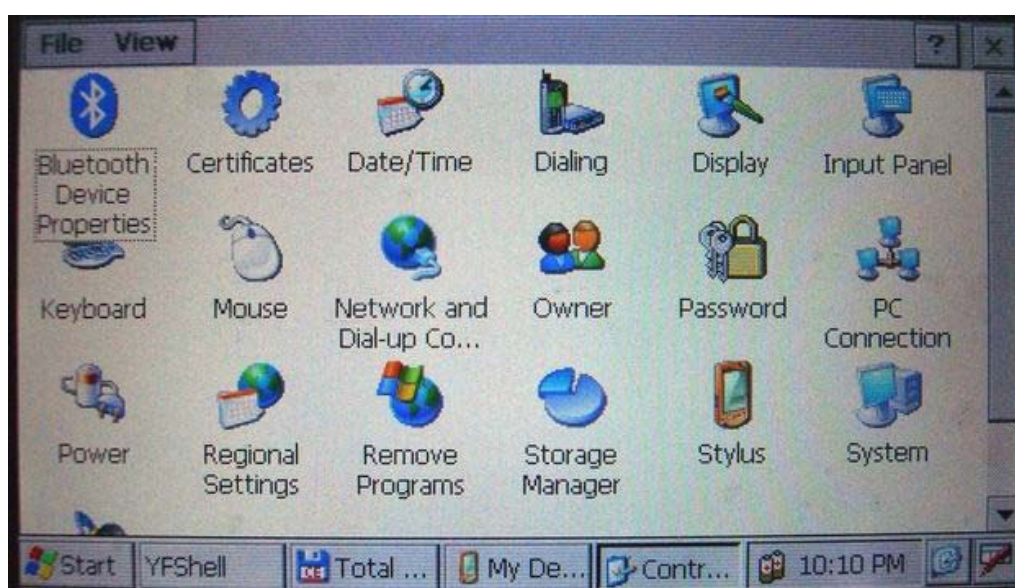 File View ?
Bluetooth
Device
Properties
Certificates
Date/Time
Dialing
Display
Input Panel
Keyboard
Mouse
Network and
Dial-up Co...
Owner
Password
PC
Connection
Power
Regional
Settings
Remove
Programs
Storage
Manager
Stylus
System
Start YFShell CE Total ... My De... Contr... 10:10 PM